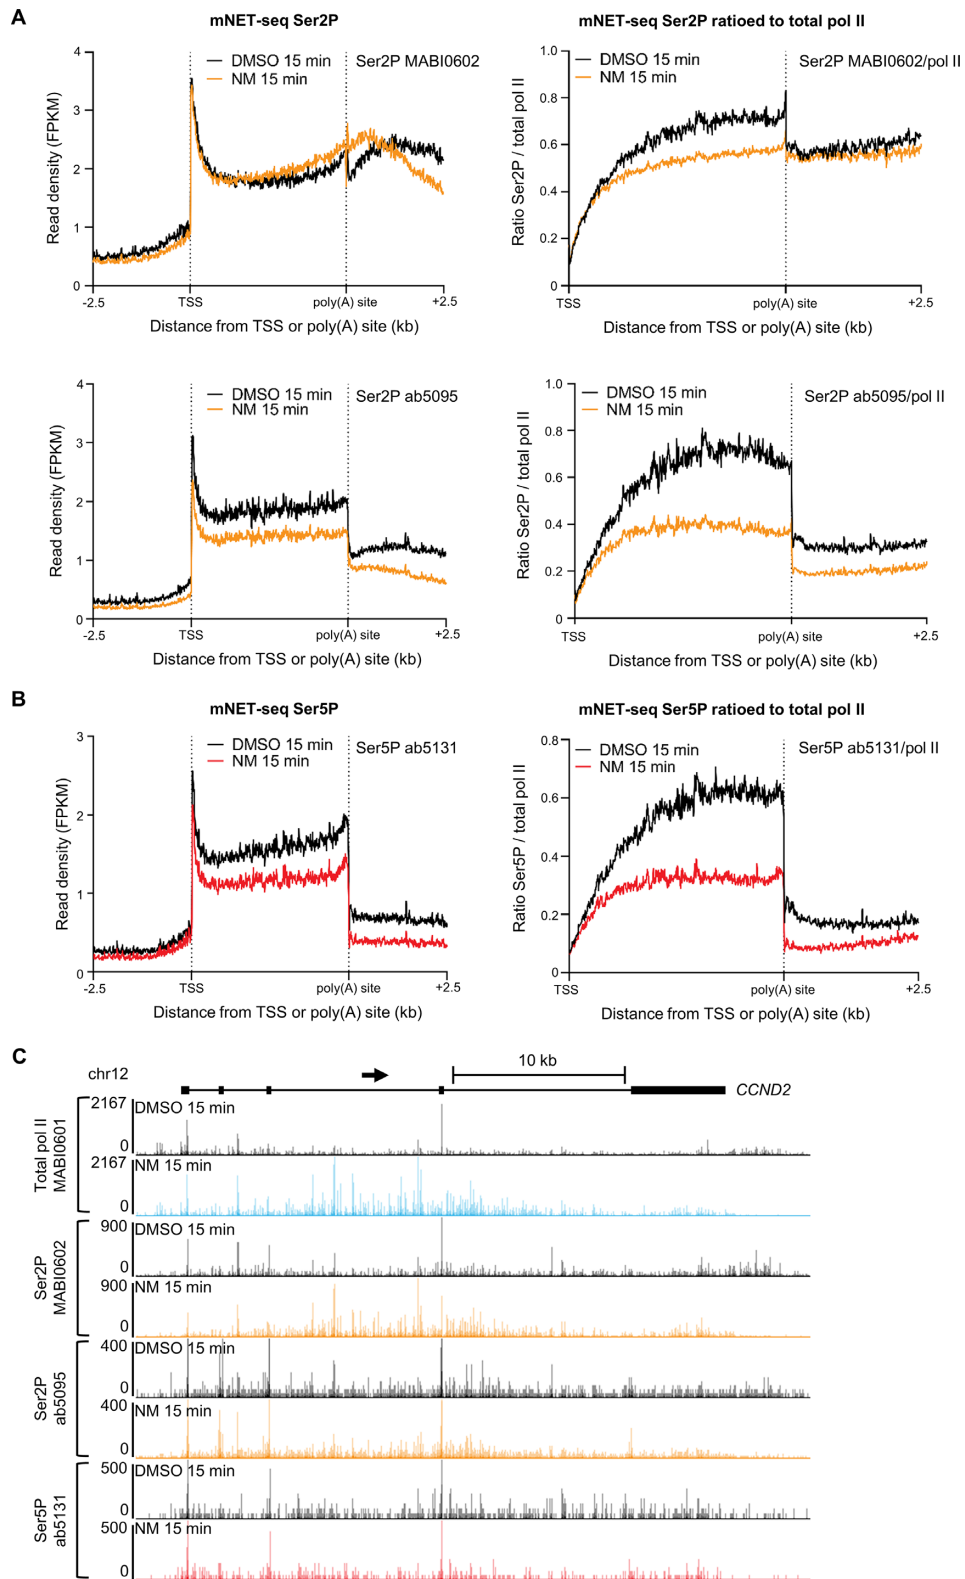 A
mNET-seq Ser2P
mNET-seq Ser2P ratioed to total pol II
4
3
2
1
0
Read density (FPKM)
DMSO 15 min
NM 15 min
Ser2P MABI0602
-2.5
TSS
poly(A) site
+2.5
Distance from TSS or poly(A) site (kb)
1.0
0.8
0.6
0.4
0.2
0
Ratio Ser2P / total pol II
DMSO 15 min
NM 15 min
Ser2P MABI0602/pol II
TSS
poly(A) site
+2.5
Distance from TSS or poly(A) site (kb)
4
3
2
1
0
Read density (FPKM)
DMSO 15 min
NM 15 min
Ser2P ab5095
-2.5
TSS
poly(A) site
+2.5
Distance from TSS or poly(A) site (kb)
1.0
0.8
0.6
0.4
0.2
0
Ratio Ser2P / total pol II
DMSO 15 min
NM 15 min
Ser2P ab5095/pol II
TSS
poly(A) site
+2.5
Distance from TSS or poly(A) site (kb)
B
mNET-seq Ser5P
mNET-seq Ser5P ratioed to total pol II
3
2
1
0
Read density (FPKM)
DMSO 15 min
NM 15 min
Ser5P ab5131
-2.5
TSS
poly(A) site
+2.5
Distance from TSS or poly(A) site (kb)
0.8
0.6
0.4
0.2
0
Ratio Ser5P / total pol II
DMSO 15 min
NM 15 min
Ser5P ab5131/pol II
TSS
poly(A) site
+2.5
Distance from TSS or poly(A) site (kb)
C
chr12
10 kb
CCND2
Total pol II
MABI0601
2167
0
DMSO 15 min
2167
0
NM 15 min
Ser2P
MABI0602
900
0
DMSO 15 min
900
0
NM 15 min
Ser2P
ab5095
400
0
DMSO 15 min
400
0
NM 15 min
Ser5P
ab5131
500
0
DMSO 15 min
500
0
NM 15 min